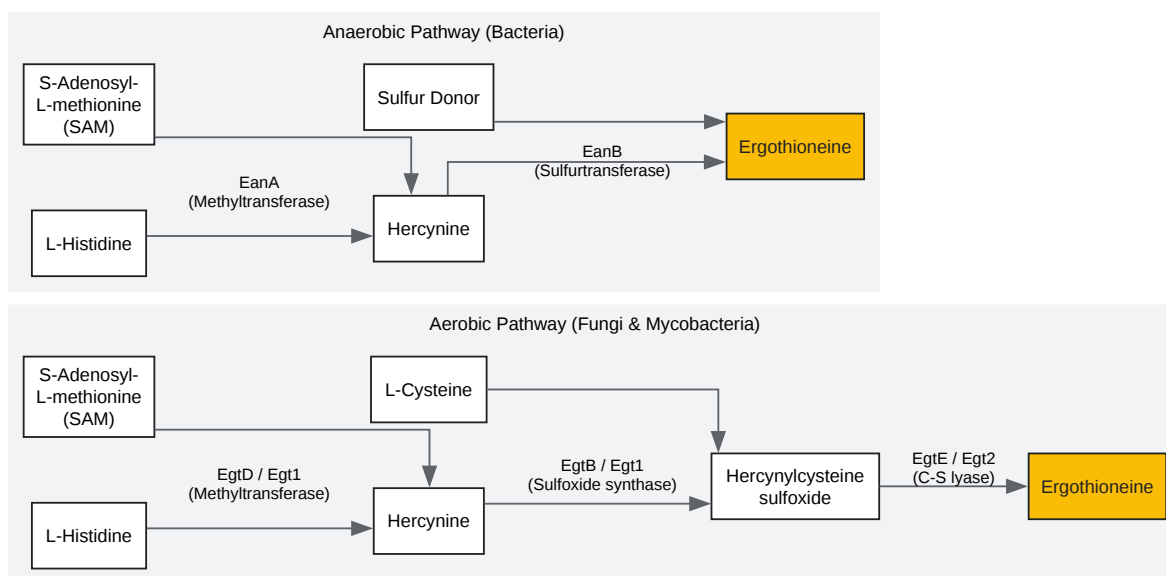 Anaerobic Pathway (Bacteria)
S-Adenosyl-
L-methionine
(SAM)
Sulfur Donor
Ergothioneine
EanB
(Sulfurtransferase)
EanA
(Methyltransferase)
L-Histidine
Hercynine
Aerobic Pathway (Fungi & Mycobacteria)
S-Adenosyl-
L-methionine
(SAM)
L-Cysteine
EgtD / Egt1
(Methyltransferase)
EgtB / Egt1
(Sulfoxide synthase)
Hercynylcysteine
sulfoxide
EgtE / Egt2
(C-S lyase)
Ergothioneine
L-Histidine
Hercynine